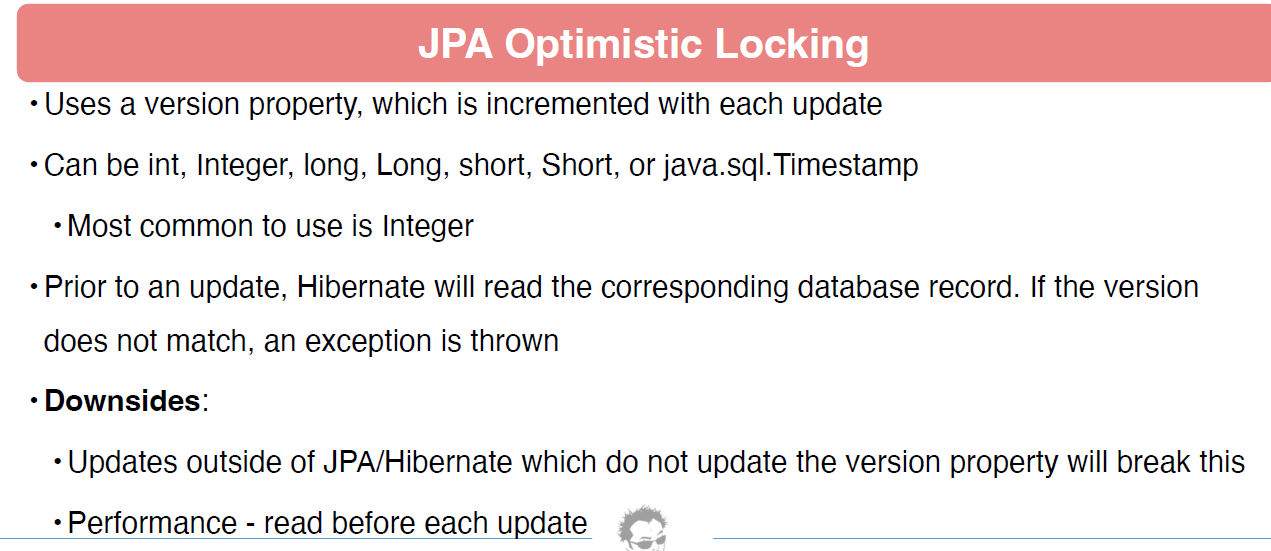 JPA Optimistic Locking
• Uses a version property, which is incremented with each update
• Can be int, Integer, long, Long, short, Short, or java.sql.Timestamp
• Most common to use is Integer
• Prior to an update, Hibernate will read the corresponding database record. If the version
does not match, an exception is thrown
• Downsides:
• Updates outside of JPA/Hibernate which do not update the version property will break this
• Performance - read before each update